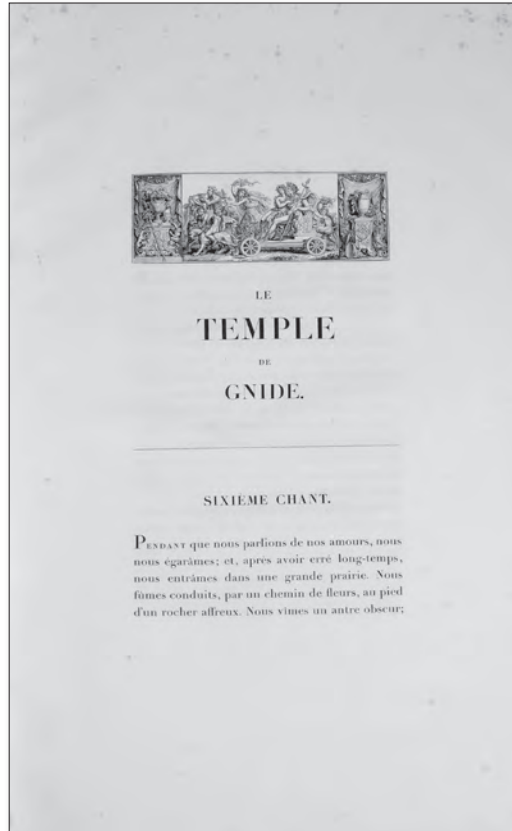 LE
TEMPLE
DE
GNIDE.
SIXIEME CHANT.
PENDANT que nous parlions de nos amours, nous
nous égarâmes; et, après avoir erré long-temps,
nous entrâmes dans une grande prairie. Nous
fûmes conduits, par un chemin de fleurs, au pied
d'un rocher affreux. Nous vîmes un antre obscur;